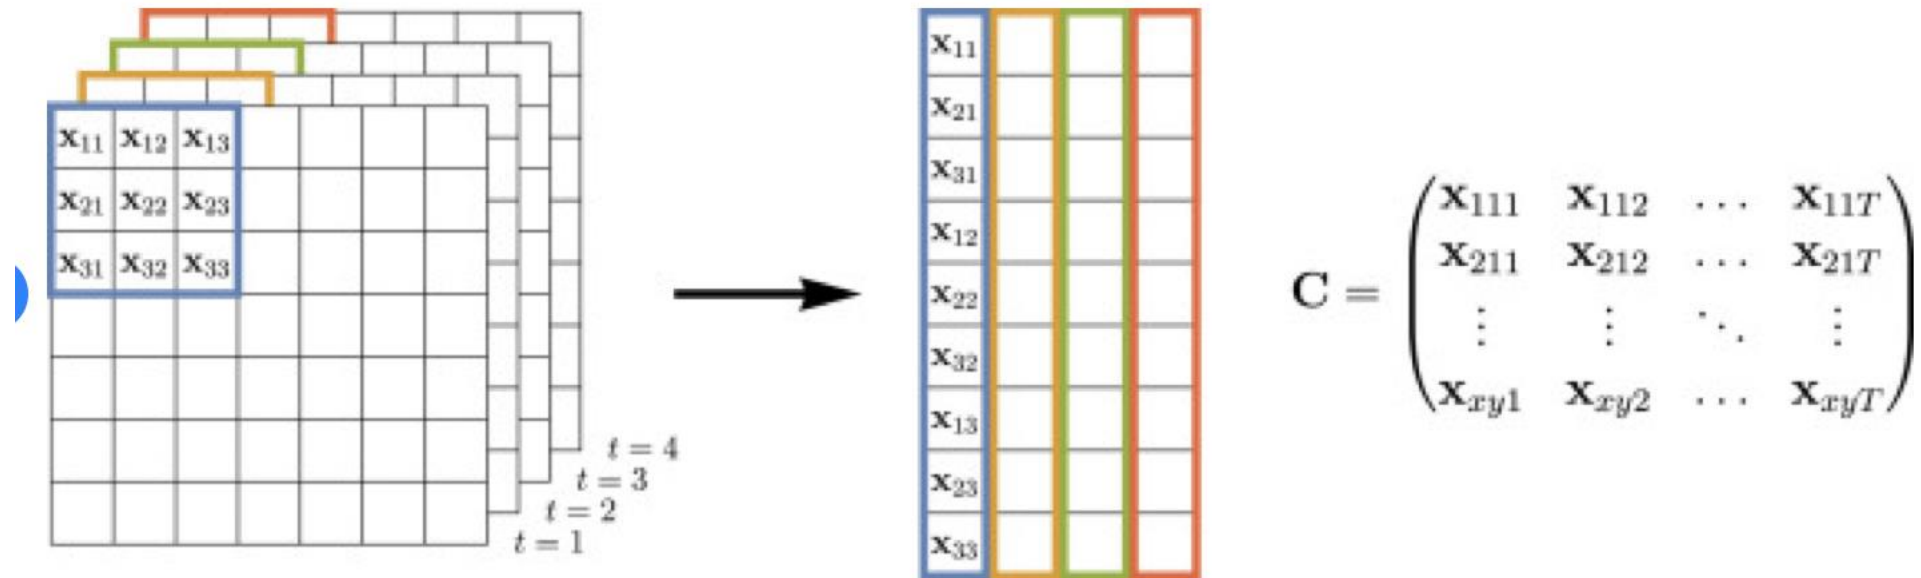 x₁₁ x₁₂ x₁₃
x₂₁ x₂₂ x₂₃
x₃₁ x₃₂ x₃₃
t = 4
t = 3
t = 2
t = 1
x₁₁
x₂₁
x₃₁
x₁₂
x₂₂
x₃₂
x₁₃
x₂₃
x₃₃
C =
x₁₁₁ x₁₁₂ ... x₁₁T
x₂₁₁ x₂₁₂ ... x₂₁T
⋮ ⋮ ⋱ ⋮
xxy1 xxy2 ... xxyT